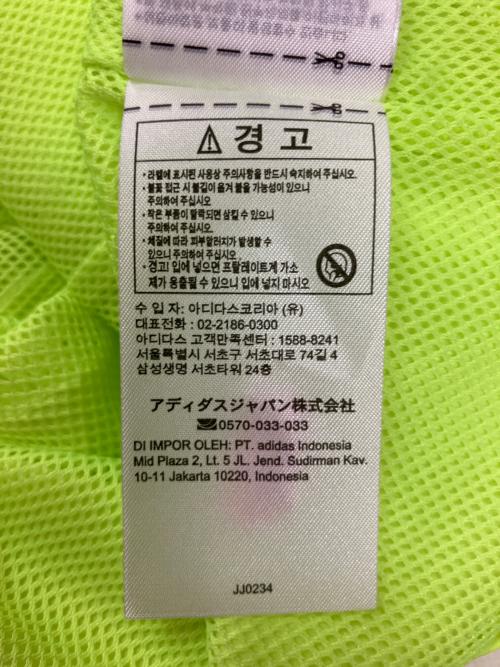 ⚠ 경 고
• 라벨에 표시된 사용상 주의사항을 반드시 숙지하여 주십시오.
• 불꽃 접근 시 불길이 옮겨 붙을 가능성이 있으니
주의하여 주십시오
• 작은 부품이 탈락되면 삼킬 수 있으니
주의하여 주십시오.
• 체질에 따라 피부알러지가 발생할 수
있으니 주의하여 주십시오.
• 경고! 입에 넣으면 프탈레이트계 가소
제가 용출될 수 있으니 입에 넣지 마시오
수 입 자: 아디다스코리아 (유)
대표전화 : 02-2186-0300
아디다스 고객만족센터 : 1588-8241
서울특별시 서초구 서초대로 74길 4
삼성생명 서초타워 24층
アディダスジャパン株式会社
0570-033-033
DI IMPOR OLEH: PT. adidas Indonesia
Mid Plaza 2, Lt. 5 JL. Jend. Sudirman Kav.
10-11 Jakarta 10220, Indonesia
JJ0234